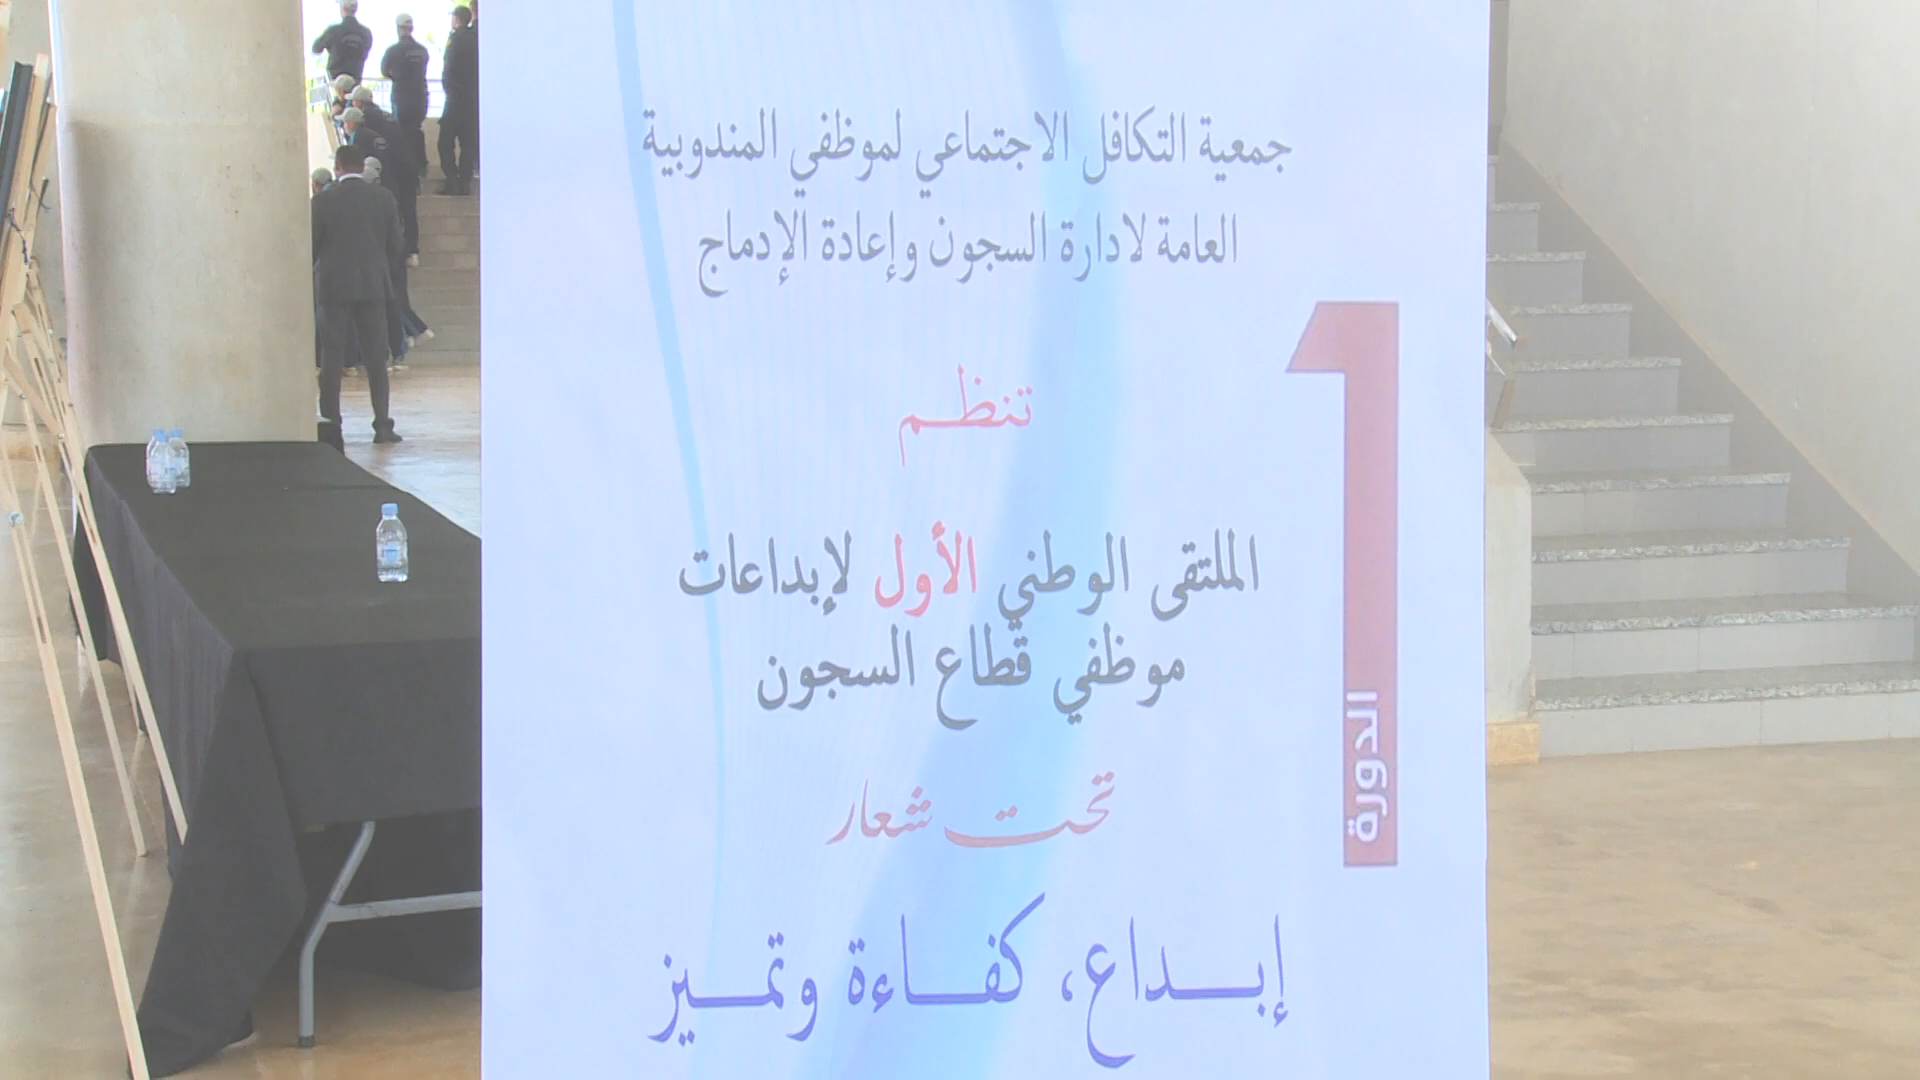 جمعية التكافل الاجتماعي لموظفي المندوبية
العامة لادارة السجون وإعادة الإدماج
تنظم
الملتقى الوطني الأول لإبداعات
موظفي قطاع السجون
تحت شعار
إبداع، كفاءة وتميز
1
الدورة